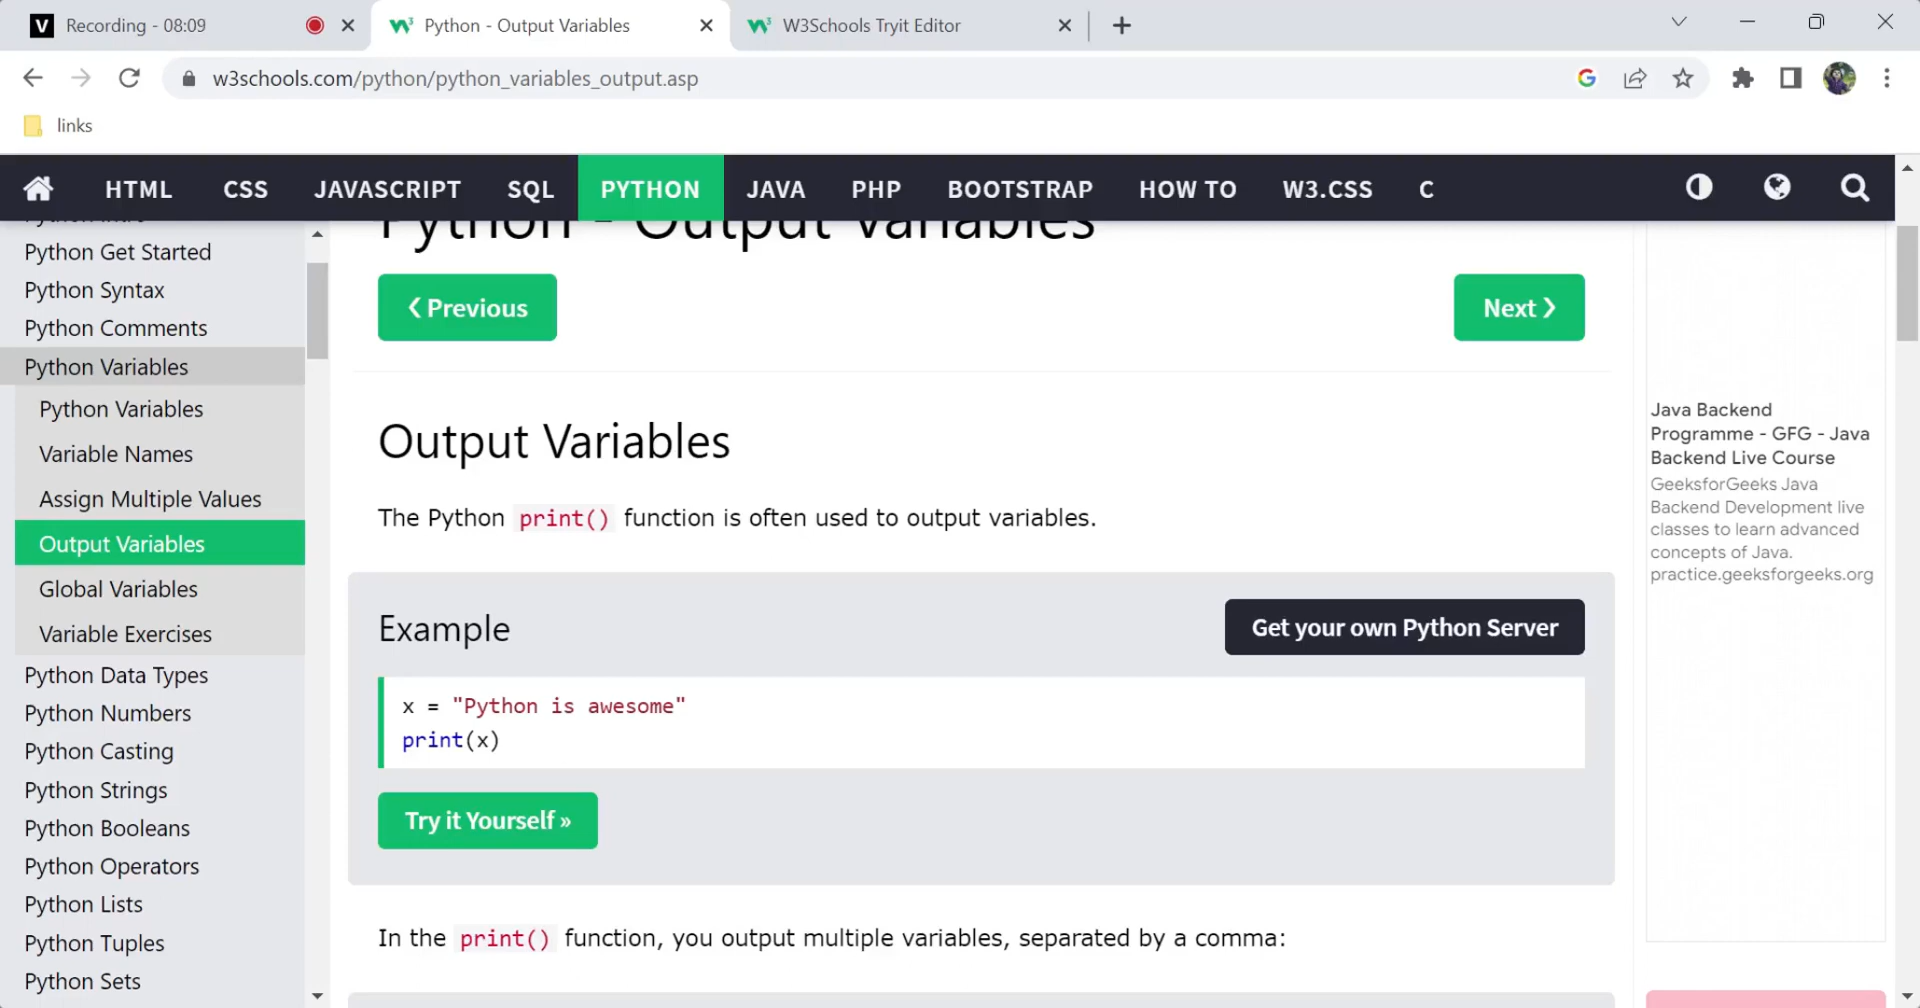 V Recording - 08:09
Python - Output Variables
W3Schools Tryit Editor
w3schools.com/python/python_variables_output.asp
links
HTML CSS JAVASCRIPT SQL PYTHON JAVA PHP BOOTSTRAP HOW TO W3.CSS C
Python Intro
Python Get Started
Python Syntax
Python Comments
Python Variables
Python Variables
Variable Names
Assign Multiple Values
Output Variables
Global Variables
Variable Exercises
Python Data Types
Python Numbers
Python Casting
Python Strings
Python Booleans
Python Operators
Python Lists
Python Tuples
Python Sets
Python - Output Variables
❮ Previous
Next ❯
Output Variables
The Python print() function is often used to output variables.
Example
Get your own Python Server
x = "Python is awesome"
print(x)
Try it Yourself »
In the print() function, you output multiple variables, separated by a comma:
Java Backend
Programme - GFG - Java
Backend Live Course
GeeksforGeeks Java
Backend Development live
classes to learn advanced
concepts of Java.
practice.geeksforgeeks.org